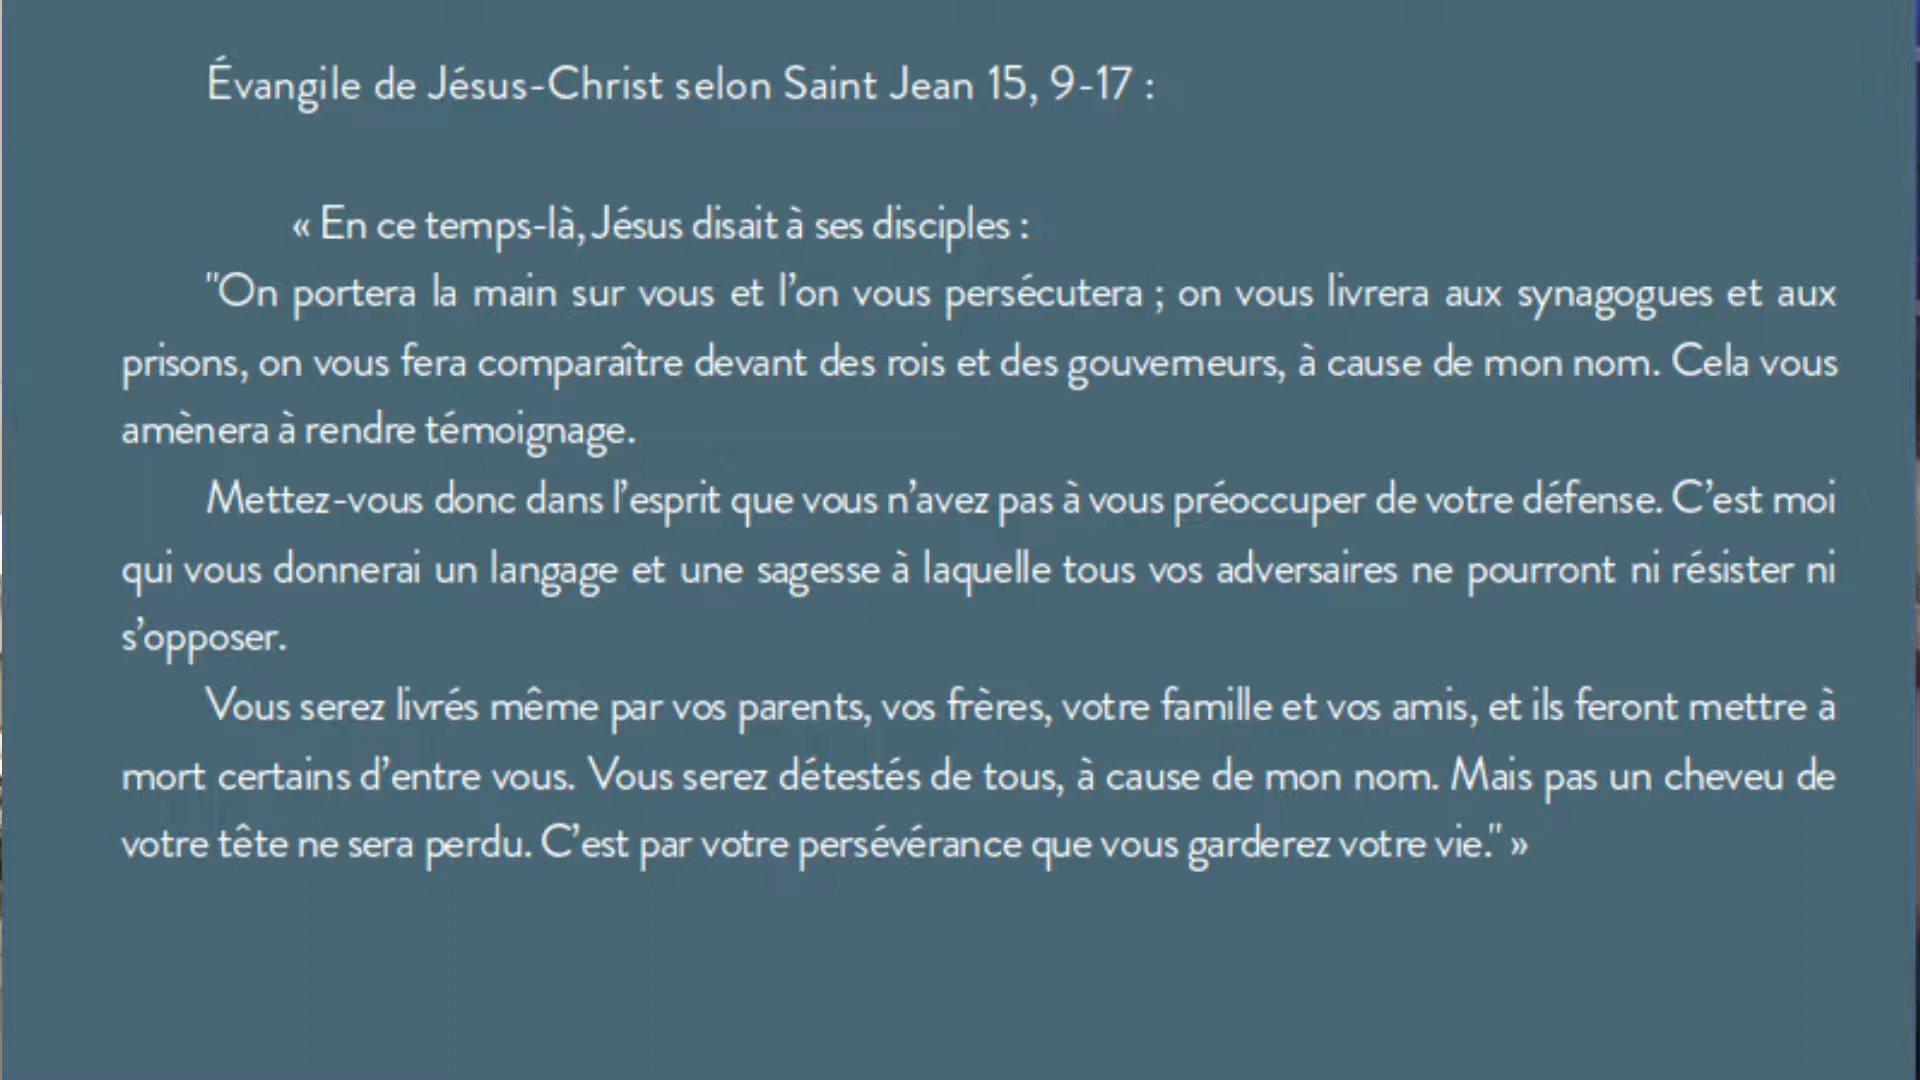 Évangile de Jésus-Christ selon Saint Jean 15, 9-17 :
« En ce temps-là, Jésus disait à ses disciples :
"On portera la main sur vous et l’on vous persécutera ; on vous livrera aux synagogues et aux
prisons, on vous fera comparaître devant des rois et des gouverneurs, à cause de mon nom. Cela vous
amènera à rendre témoignage.
Mettez-vous donc dans l’esprit que vous n’avez pas à vous préoccuper de votre défense. C’est moi
qui vous donnerai un langage et une sagesse à laquelle tous vos adversaires ne pourront ni résister ni
s’opposer.
Vous serez livrés même par vos parents, vos frères, votre famille et vos amis, et ils feront mettre à
mort certains d’entre vous. Vous serez détestés de tous, à cause de mon nom. Mais pas un cheveu de
votre tête ne sera perdu. C’est par votre persévérance que vous garderez votre vie." »